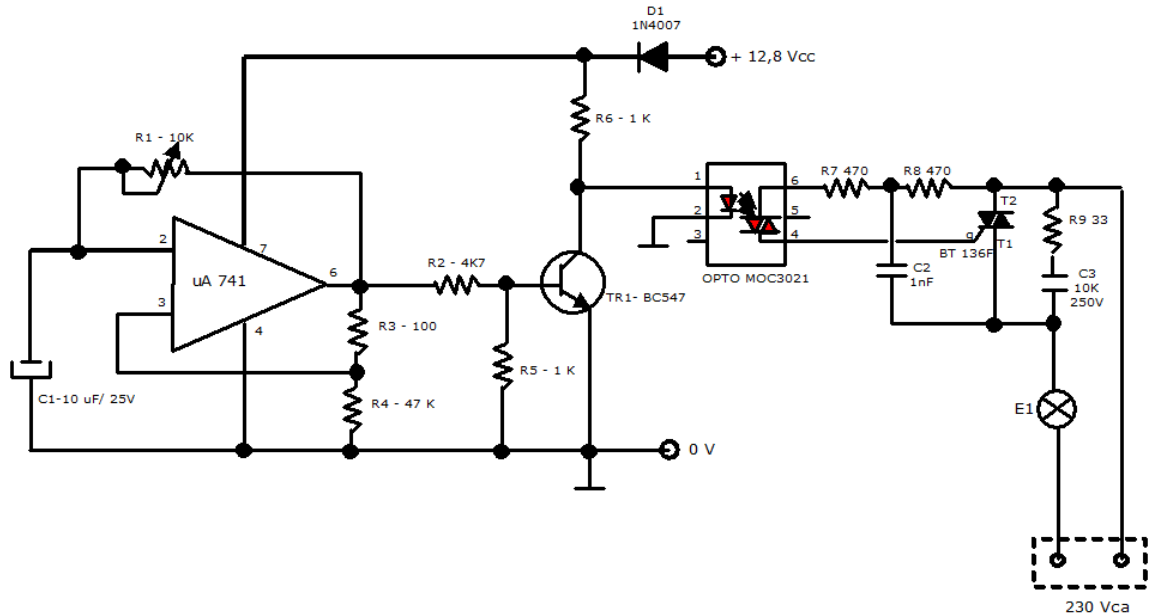 D1
1N4007
+ 12,8 Vcc
R6 - 1 K
R1 - 10K
1
2
3
6
5
4
R7 470
R8 470
T2
T1
g
BT 136F
R9 33
OPTO MOC3021
C2
1nF
C3
10K
250V
2
7
uA 741
6
3
4
R2 - 4K7
TR1- BC547
R3 - 100
R5 - 1 K
C1-10 uF/ 25V
R4 - 47 K
E1
0 V
230 Vca